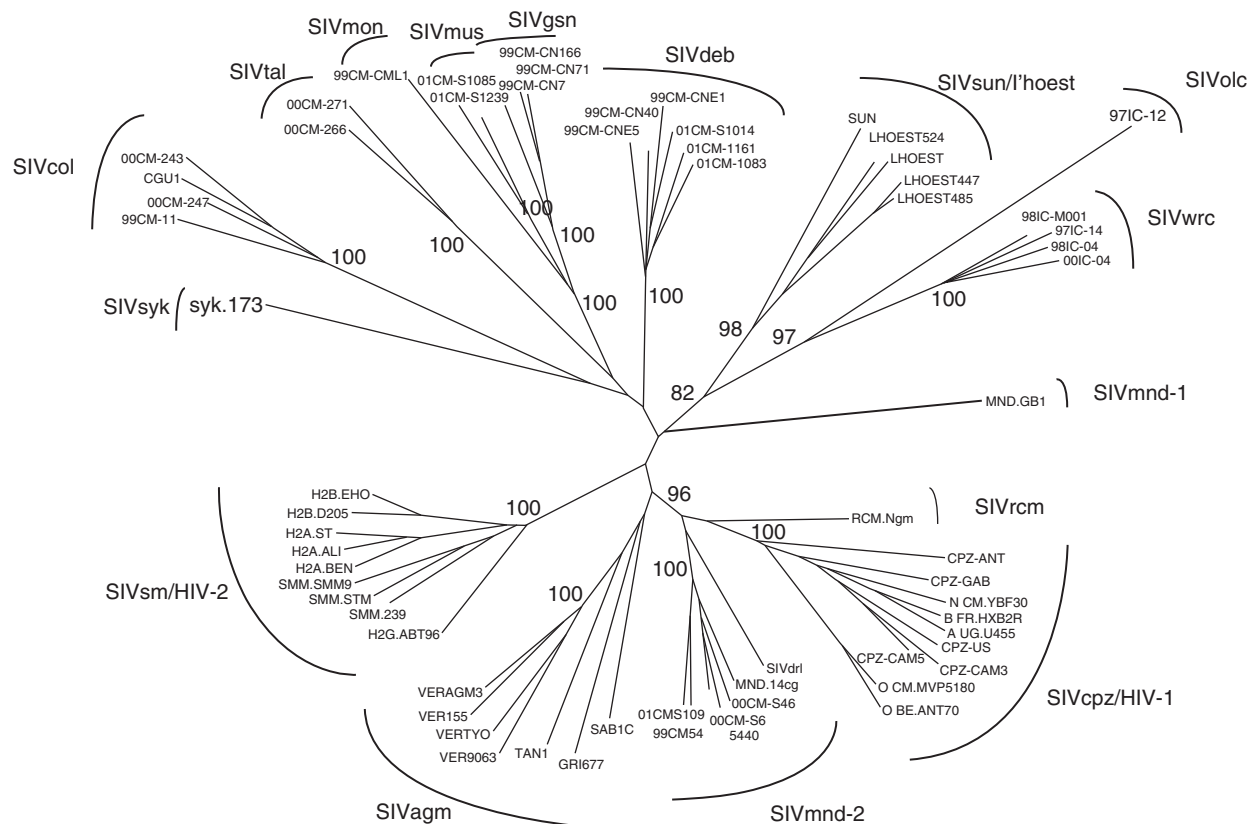 SIVgsn
SIVmon
SIVmus
99CM-CN166
SIVdeb
SIVtal
99CM-CML1
01CM-S1085
99CM-CN71
99CM-CN7
01CM-S1239
SIVsun/l'hoest
SIVolc
00CM-271
00CM-266
99CM-CNE1
99CM-CN40
99CM-CNE5
01CM-S1014
01CM-1161
01CM-1083
SUN
LHOEST524
LHOEST
LHOEST447
LHOEST485
97IC-12
SIVcol
00CM-243
CGU1
00CM-247
99CM-11
98IC-M001
97IC-14
98IC-04
00IC-04
SIVwrc
100
100
100
100
100
100
100
SIVsyk
syk.173
98
97
82
MND.GB1
SIVmnd-1
H2B.EHO
H2B.D205
H2A.ST
H2A.ALI
H2A.BEN
SMM.SMM9
SMM.STM
SMM.239
H2G.ABT96
100
SIVsm/HIV-2
96
RCM.Ngm
SIVrcm
100
CPZ-ANT
CPZ-GAB
N CM.YBF30
B FR.HXB2R
A UG.U455
CPZ-US
CPZ-CAM5
CPZ-CAM3
O CM.MVP5180
O BE.ANT70
SIVcpz/HIV-1
100
100
VERAGM3
VER155
VERTYO
VER9063
TAN1
GRI677
SAB1C
01CMS109
99CM54
SIVdrl
MND.14cg
00CM-S46
00CM-S6
5440
SIVagm
SIVmnd-2